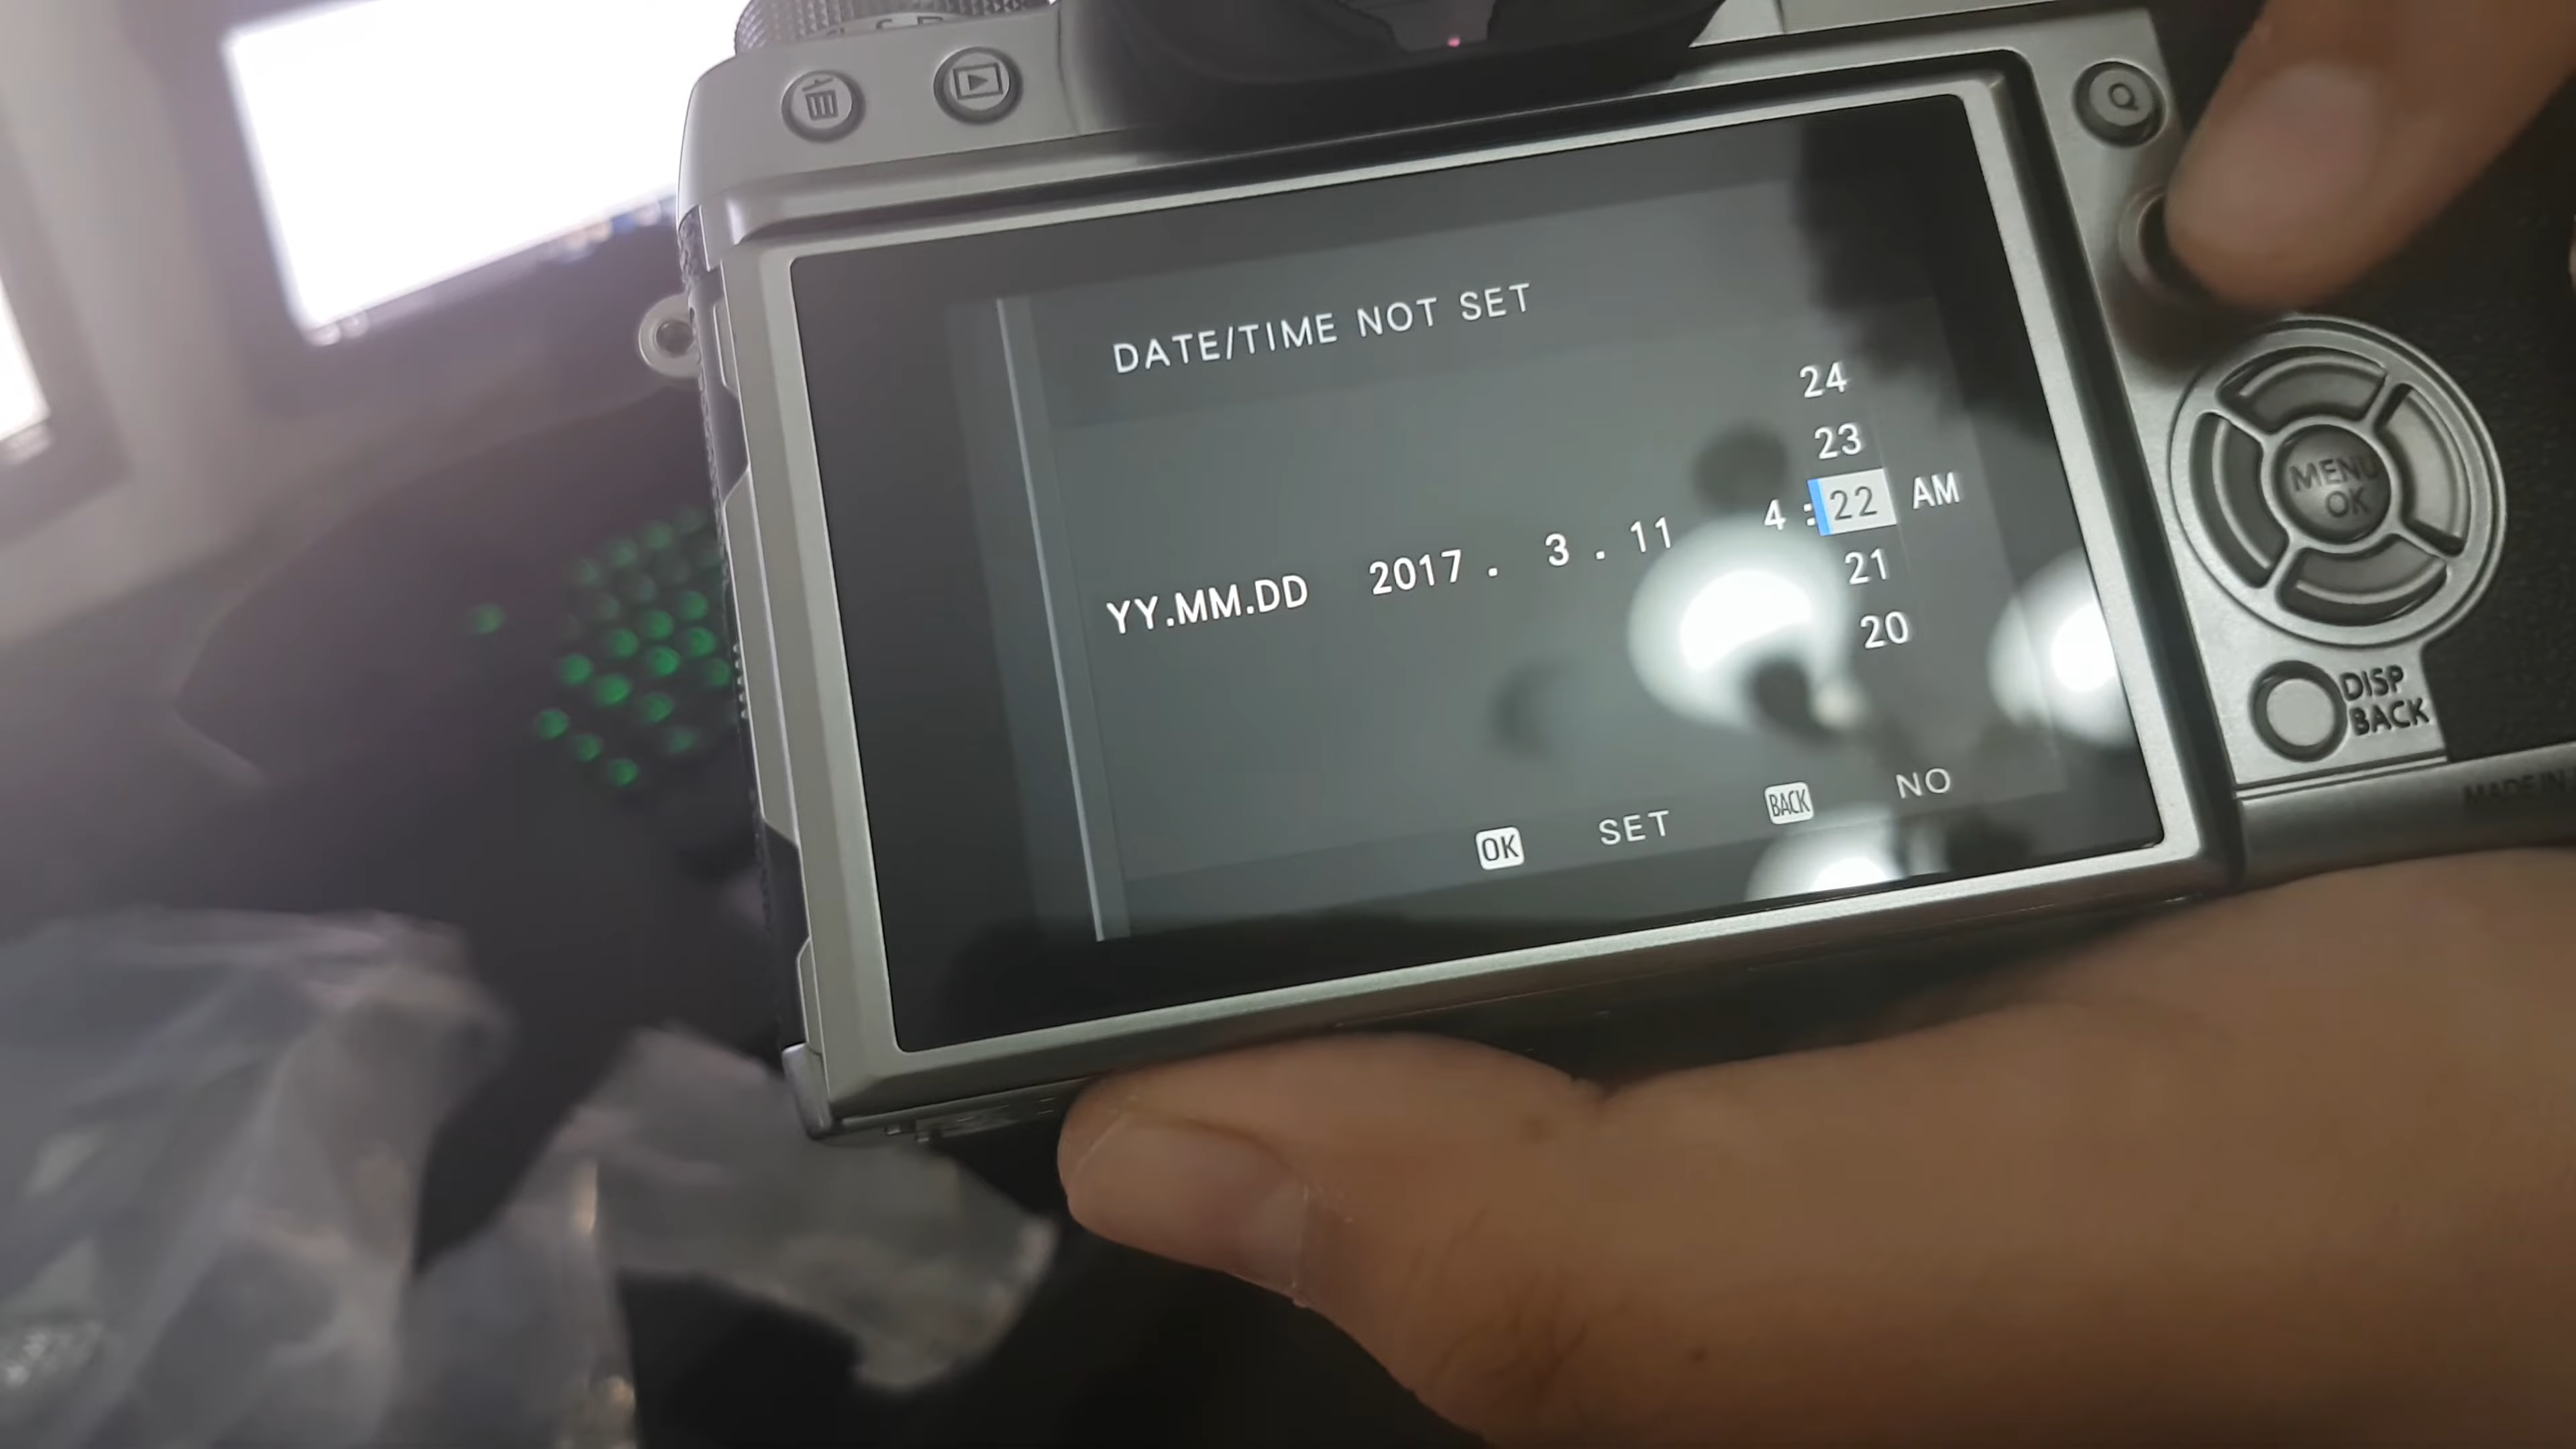 Q
DATE/TIME NOT SET
24
23
YY.MM.DD 2017 . 3 . 11 4 : 22 AM
21
20
OK SET BACK NO
MENU
OK
DISP
BACK